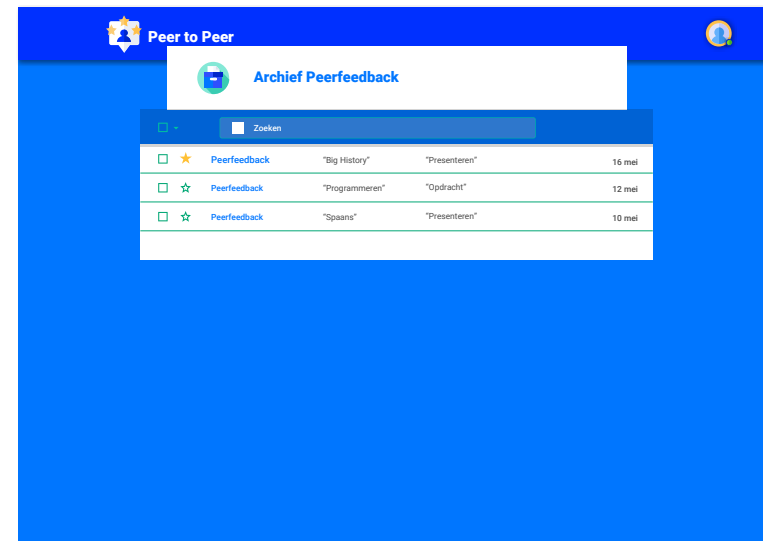 Peer to Peer
Archief Peerfeedback
Zoeken
Peerfeedback "Big History" "Presenteren" 16 mei
Peerfeedback "Programmeren" "Opdracht" 12 mei
Peerfeedback "Spaans" "Presenteren" 10 mei